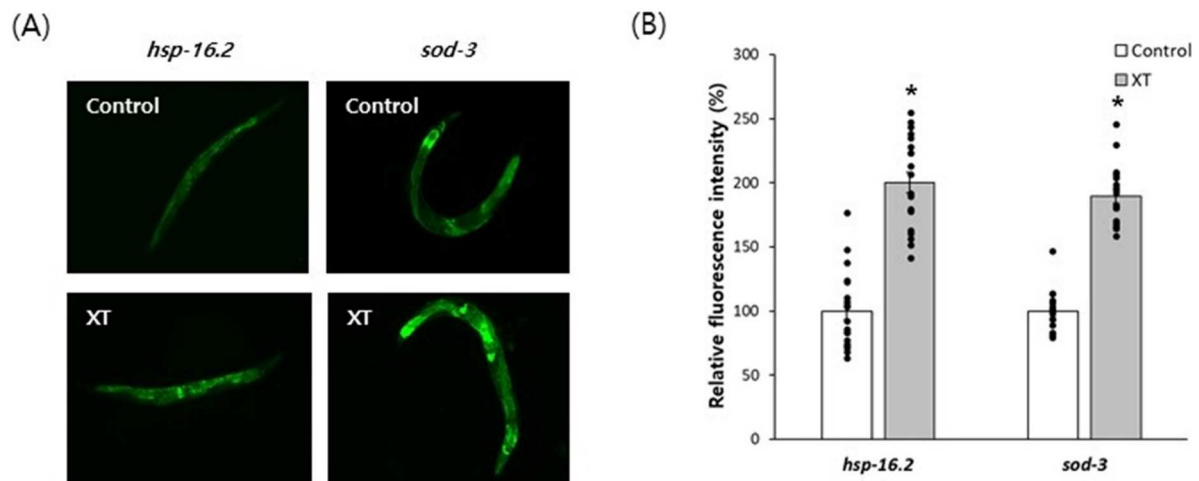 (A)
hsp-16.2 sod-3
Control Control
XT XT
(B)
Relative fluorescence intensity (%)
300
250
200
150
100
50
0
Control
XT
* *
hsp-16.2 sod-3